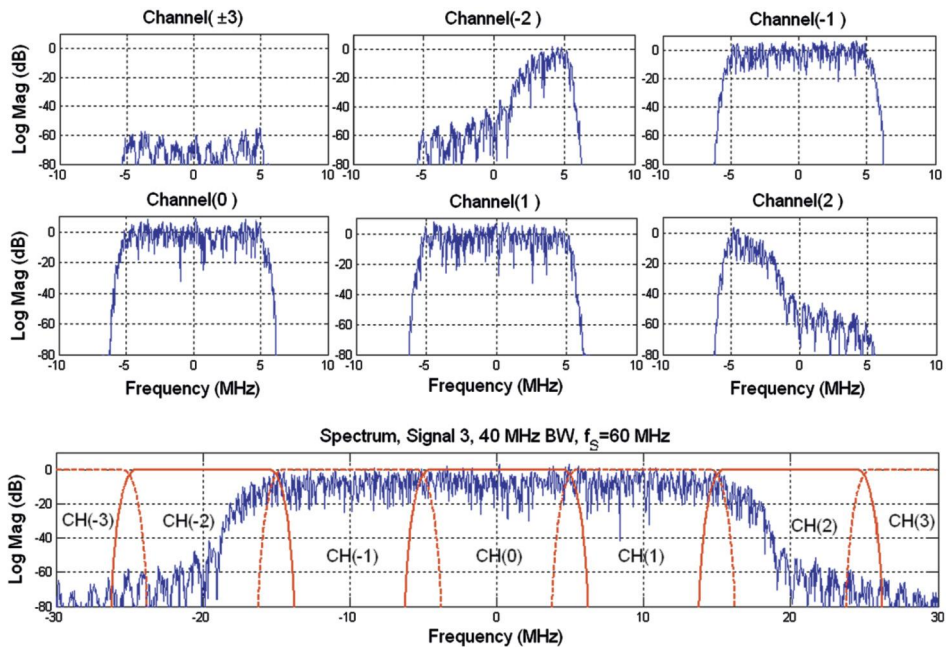 Channel( ±3) Channel(-2) Channel(-1)
Log Mag (dB)
0
-20
-40
-60
-80
-10 -5 0 5 10
0
-20
-40
-60
-80
-10 -5 0 5 10
0
-20
-40
-60
-80
-10 -5 0 5 10
Channel(0 ) Channel(1 ) Channel(2)
Log Mag (dB)
0
-20
-40
-60
-80
-10 -5 0 5 10
0
-20
-40
-60
-80
-10 -5 0 5 10
0
-20
-40
-60
-80
-10 -5 0 5 10
Frequency (MHz) Frequency (MHz) Frequency (MHz)
Spectrum, Signal 3, 40 MHz BW, fS=60 MHz
Log Mag (dB)
0
-20
-40
-60
-80
CH(-3) CH(-2) CH(-1) CH(0) CH(1) CH(2) CH(3)
-30 -20 -10 0 10 20 30
Frequency (MHz)